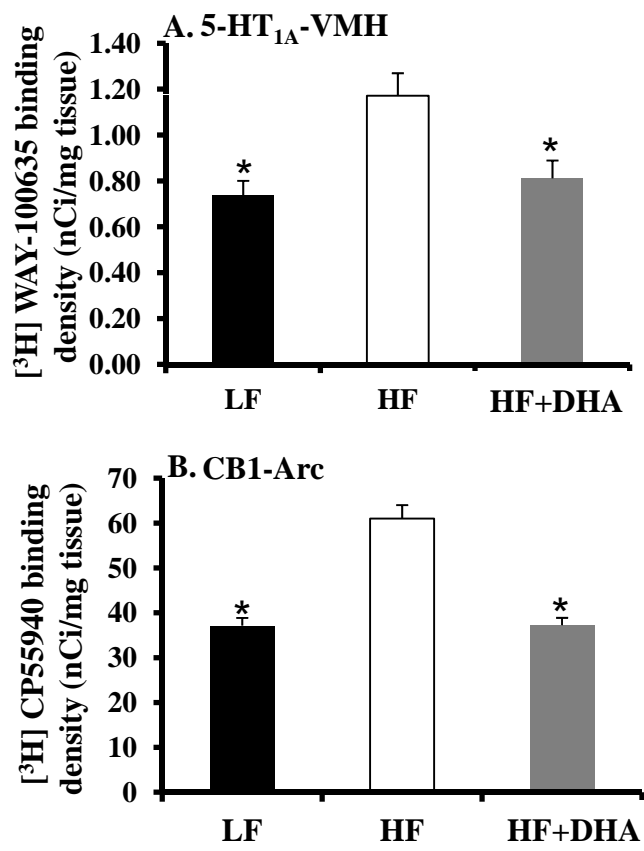 A. 5-HT1A-VMH
[³H] WAY-100635 binding
density (nCi/mg tissue)
1.40
1.20
1.00
0.80
0.60
0.40
0.20
0.00
*
*
LF
HF
HF+DHA
B. CB1-Arc
[³H] CP55940 binding
density (nCi/mg tissue)
70
60
50
40
30
20
10
0
*
*
LF
HF
HF+DHA